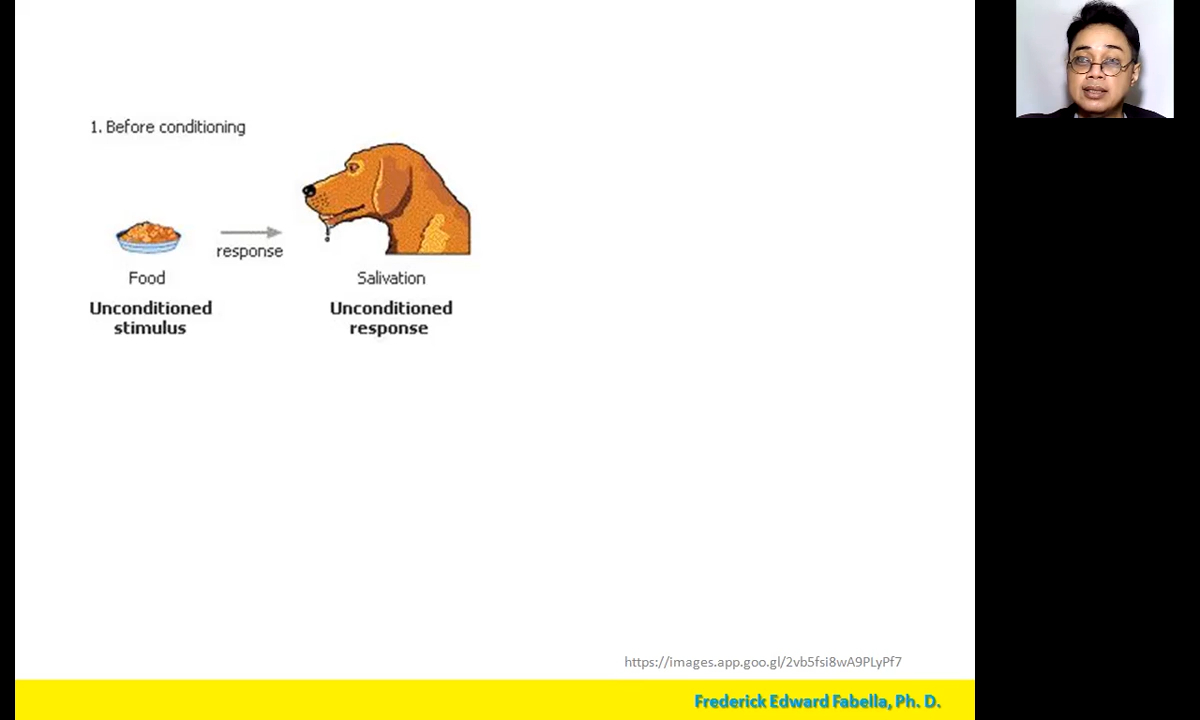 1. Before conditioning
response
Food
Salivation
Unconditioned
stimulus
Unconditioned
response
https://images.app.goo.gl/2vb5fsi8wA9PLyPf7
Frederick Edward Fabella, Ph. D.